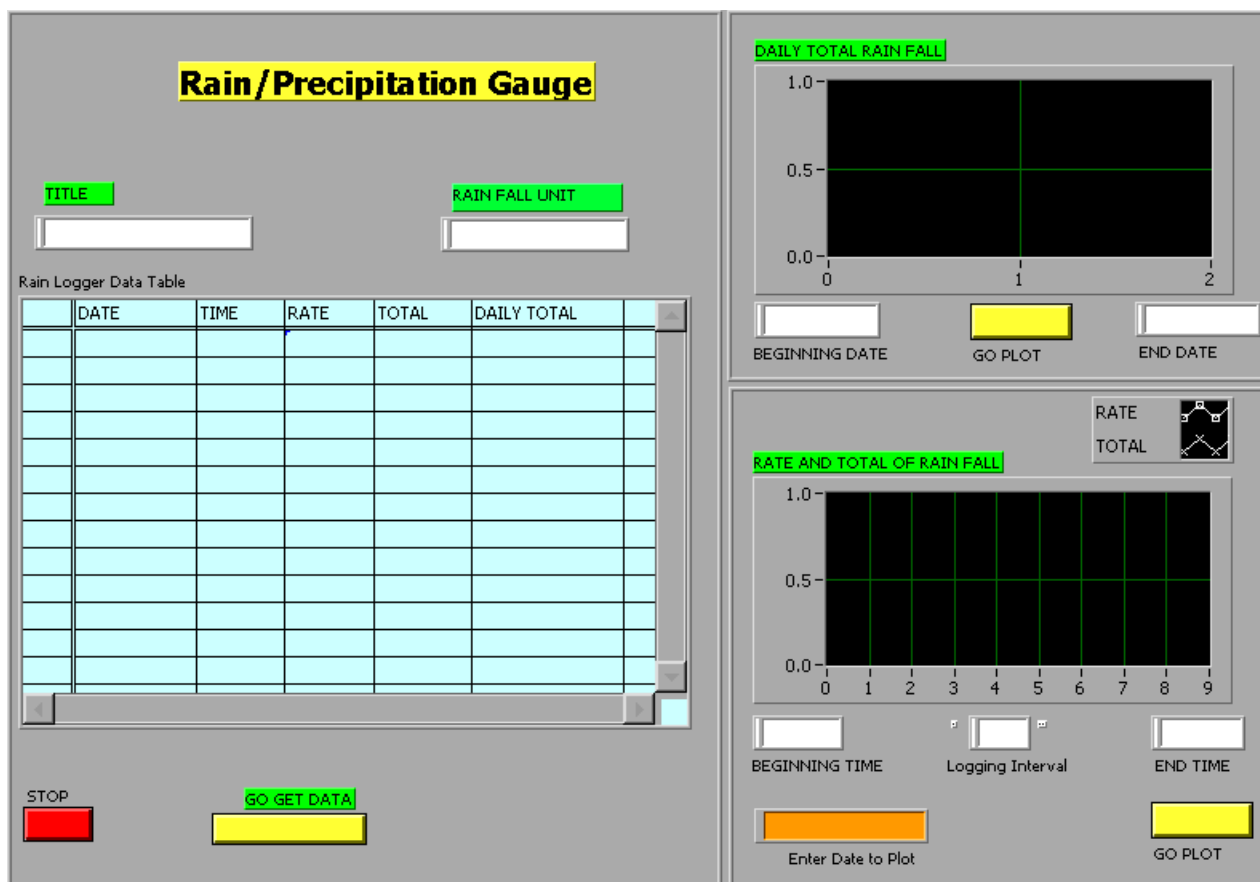 Rain/Precipitation Gauge
TITLE
RAIN FALL UNIT
Rain Logger Data Table
DATE TIME RATE TOTAL DAILY TOTAL
STOP
GO GET DATA
DAILY TOTAL RAIN FALL
1.0
0.5
0.0
0 1 2
BEGINNING DATE GO PLOT END DATE
RATE
TOTAL
RATE AND TOTAL OF RAIN FALL
1.0
0.5
0.0
0 1 2 3 4 5 6 7 8 9
BEGINNING TIME Logging Interval END TIME
Enter Date to Plot GO PLOT